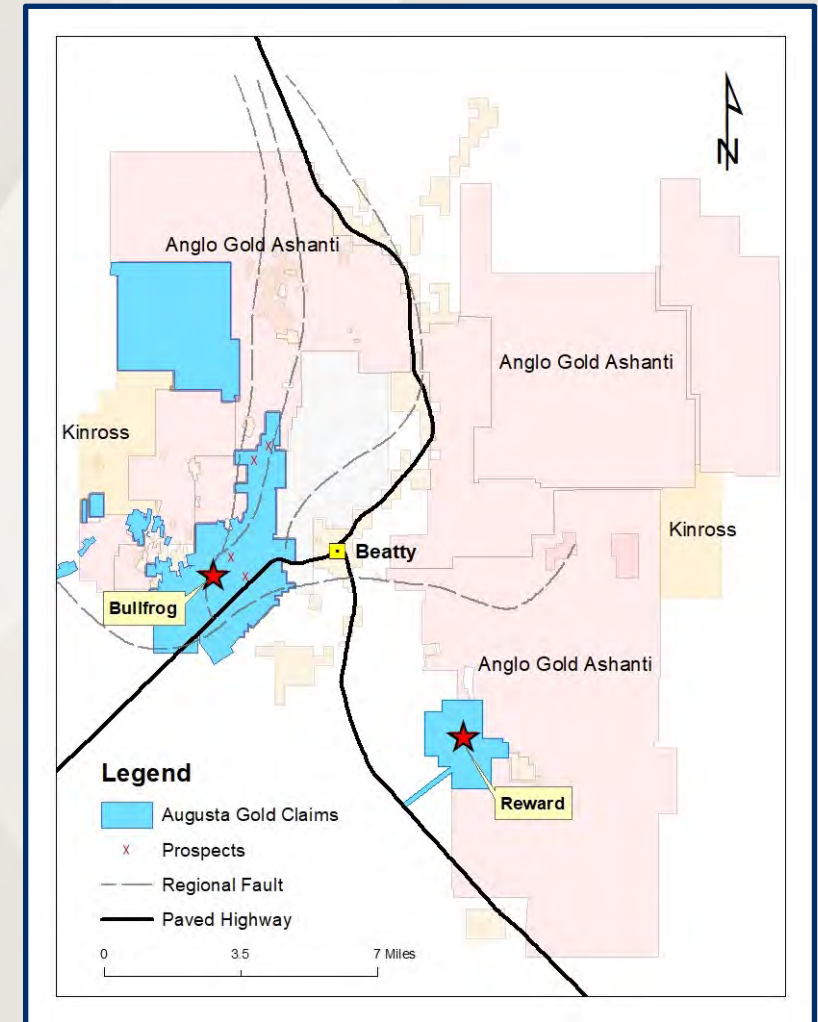 N
Anglo Gold Ashanti
Anglo Gold Ashanti
Kinross
Kinross
Beatty
Bullfrog
Anglo Gold Ashanti
Reward
Legend
Augusta Gold Claims
x Prospects
Regional Fault
Paved Highway
0 3.5 7 Miles